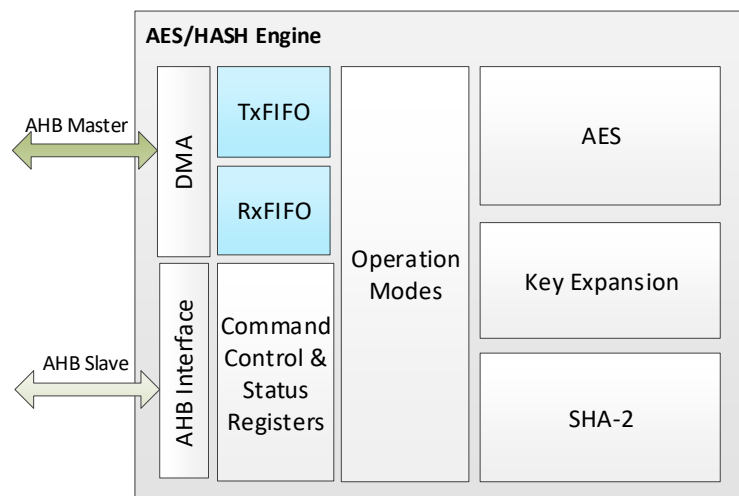 AES/HASH Engine
AHB Master
DMA
TxFIFO
RxFIFO
Operation
Modes
AES
Key Expansion
SHA-2
AHB Slave
AHB Interface
Command
Control &
Status
Registers